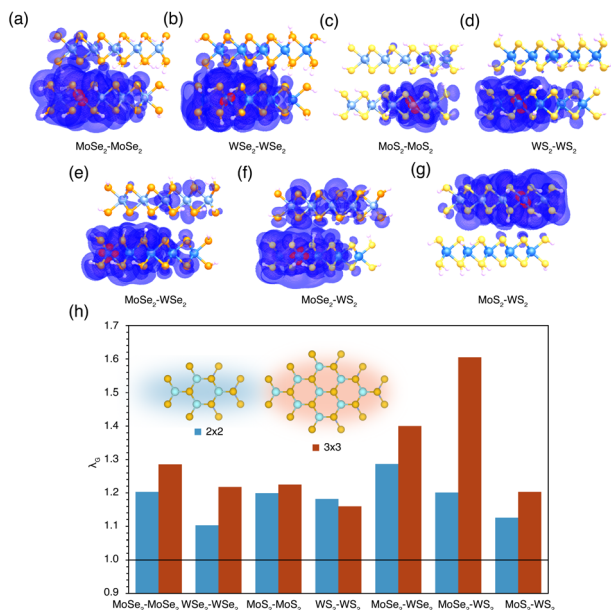 (a)
(b)
(c)
(d)
MoSe₂-MoSe₂
WSe₂-WSe₂
MoS₂-MoS₂
WS₂-WS₂
(e)
(f)
(g)
MoSe₂-WSe₂
MoSe₂-WS₂
MoS₂-WS₂
(h)
1.7
1.6
1.5
1.4
1.3
1.2
1.1
1.0
0.9
λG
2x2
3x3
MoSe₂-MoSe₂ WSe₂-WSe₂ MoS₂-MoS₂ WS₂-WS₂ MoSe₂-WSe₂ MoSe₂-WS₂ MoS₂-WS₂